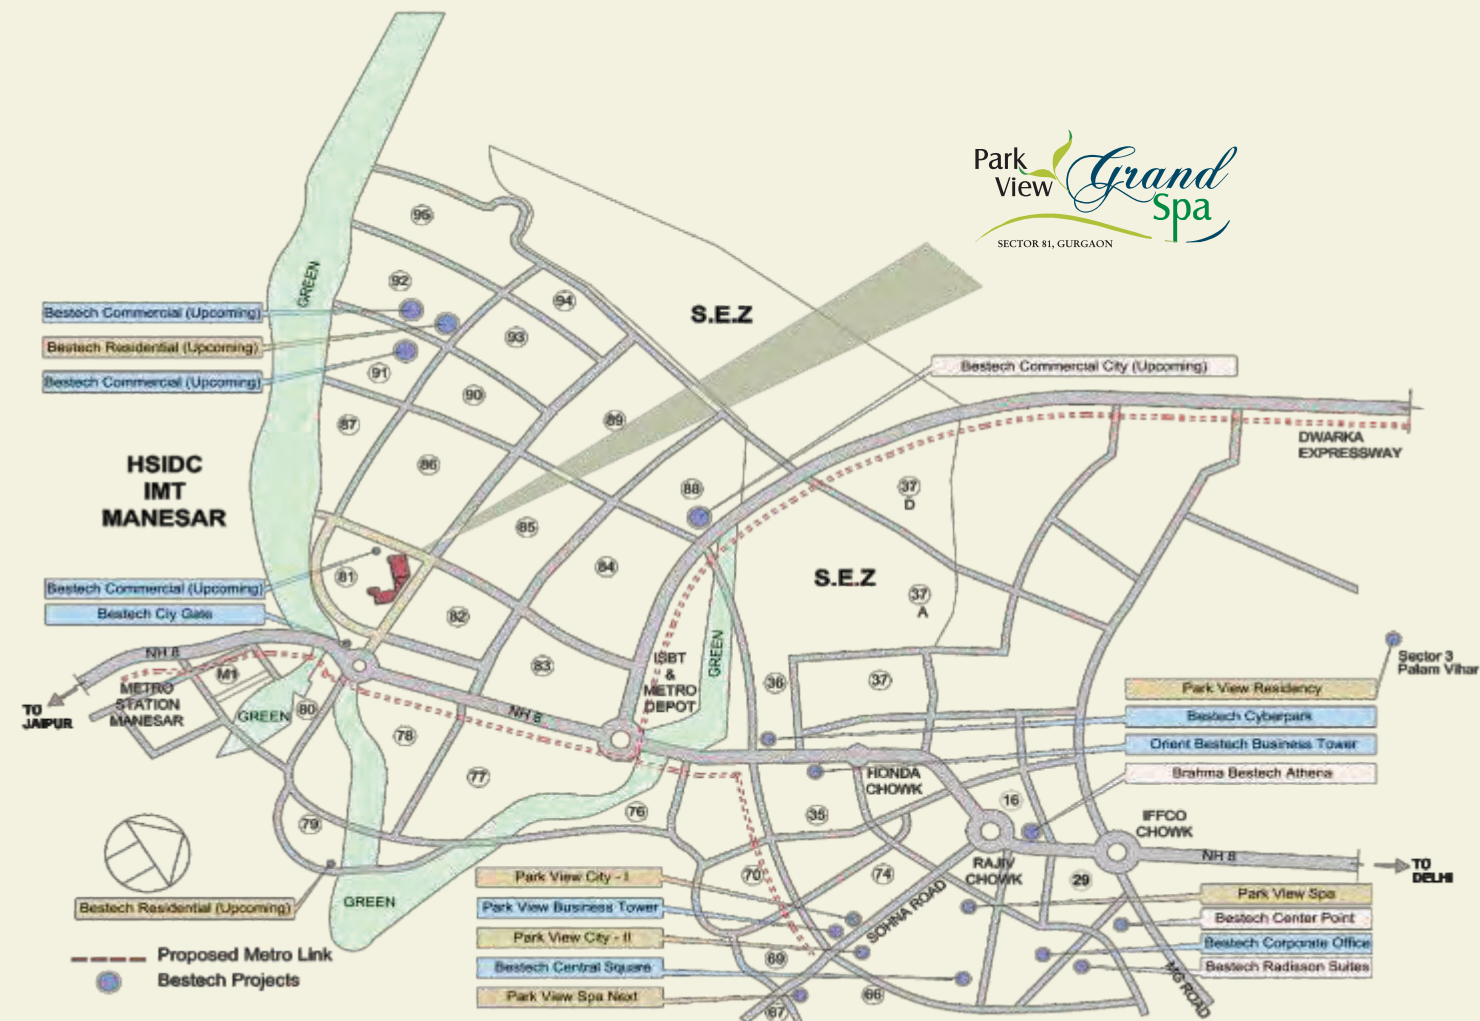 Park
View
Grand
Spa
SECTOR 81, GURGAON
95
GREEN
92
94
S.E.Z
Bestech Commercial (Upcoming)
93
Bestech Residential (Upcoming)
Bestech Commercial City (Upcoming)
91
Bestech Commercial (Upcoming)
90
89
87
DWARKA
EXPRESSWAY
HSIDC
IMT
MANESAR
86
88
37
D
85
84
81
S.E.Z
Bestech Commercial (Upcoming)
37
A
Bestech Ciy Gate
82
NH 8
83
ISBT
&
METRO
DEPOT
GREEN
Sector 3
Palam Vihar
M1
METRO
STATION
MANESAR
36
37
Park View Residency
TO
JAIPUR
GREEN
80
NH 8
Bestech Cyberpark
78
Orient Bestech Business Tower
77
HONDA
CHOWK
Brahma Bestech Athena
16
76
35
IFFCO
CHOWK
79
NH 8
RAJIV
CHOWK
TO
DELHI
70
74
29
Park View City - I
Park View Spa
GREEN
Bestech Residential (Upcoming)
Park View Business Tower
SOHNA ROAD
Bestech Center Point
Park View City - II
Bestech Corporate Office
Proposed Metro Link
69
Bestech Central Square
Bestech Radisson Suites
Bestech Projects
MG ROAD
Park View Spa Next
66
67